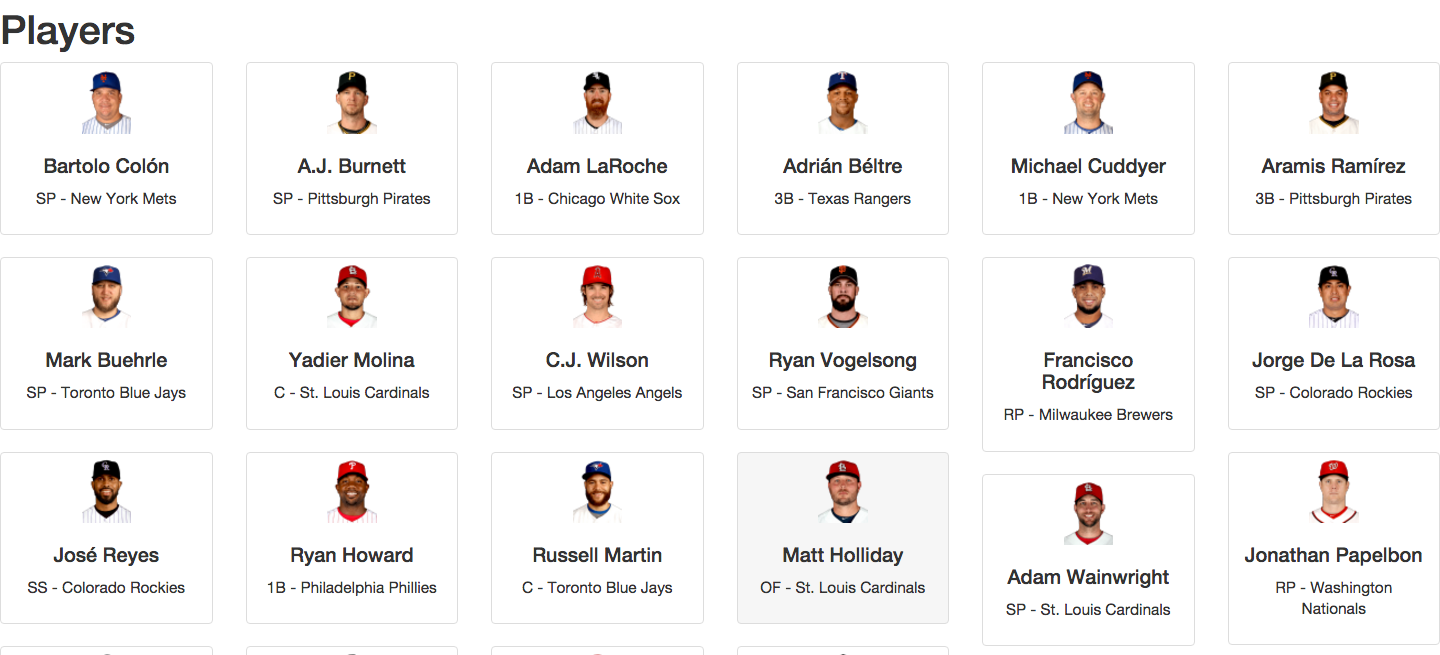 Players
Bartolo Colón
SP - New York Mets
A.J. Burnett
SP - Pittsburgh Pirates
Adam LaRoche
1B - Chicago White Sox
Adrián Béltre
3B - Texas Rangers
Michael Cuddyer
1B - New York Mets
Aramis Ramírez
3B - Pittsburgh Pirates
Mark Buehrle
SP - Toronto Blue Jays
Yadier Molina
C - St. Louis Cardinals
C.J. Wilson
SP - Los Angeles Angels
Ryan Vogelsong
SP - San Francisco Giants
Francisco
Rodríguez
RP - Milwaukee Brewers
Jorge De La Rosa
SP - Colorado Rockies
José Reyes
SS - Colorado Rockies
Ryan Howard
1B - Philadelphia Phillies
Russell Martin
C - Toronto Blue Jays
Matt Holliday
OF - St. Louis Cardinals
Adam Wainwright
SP - St. Louis Cardinals
Jonathan Papelbon
RP - Washington
Nationals